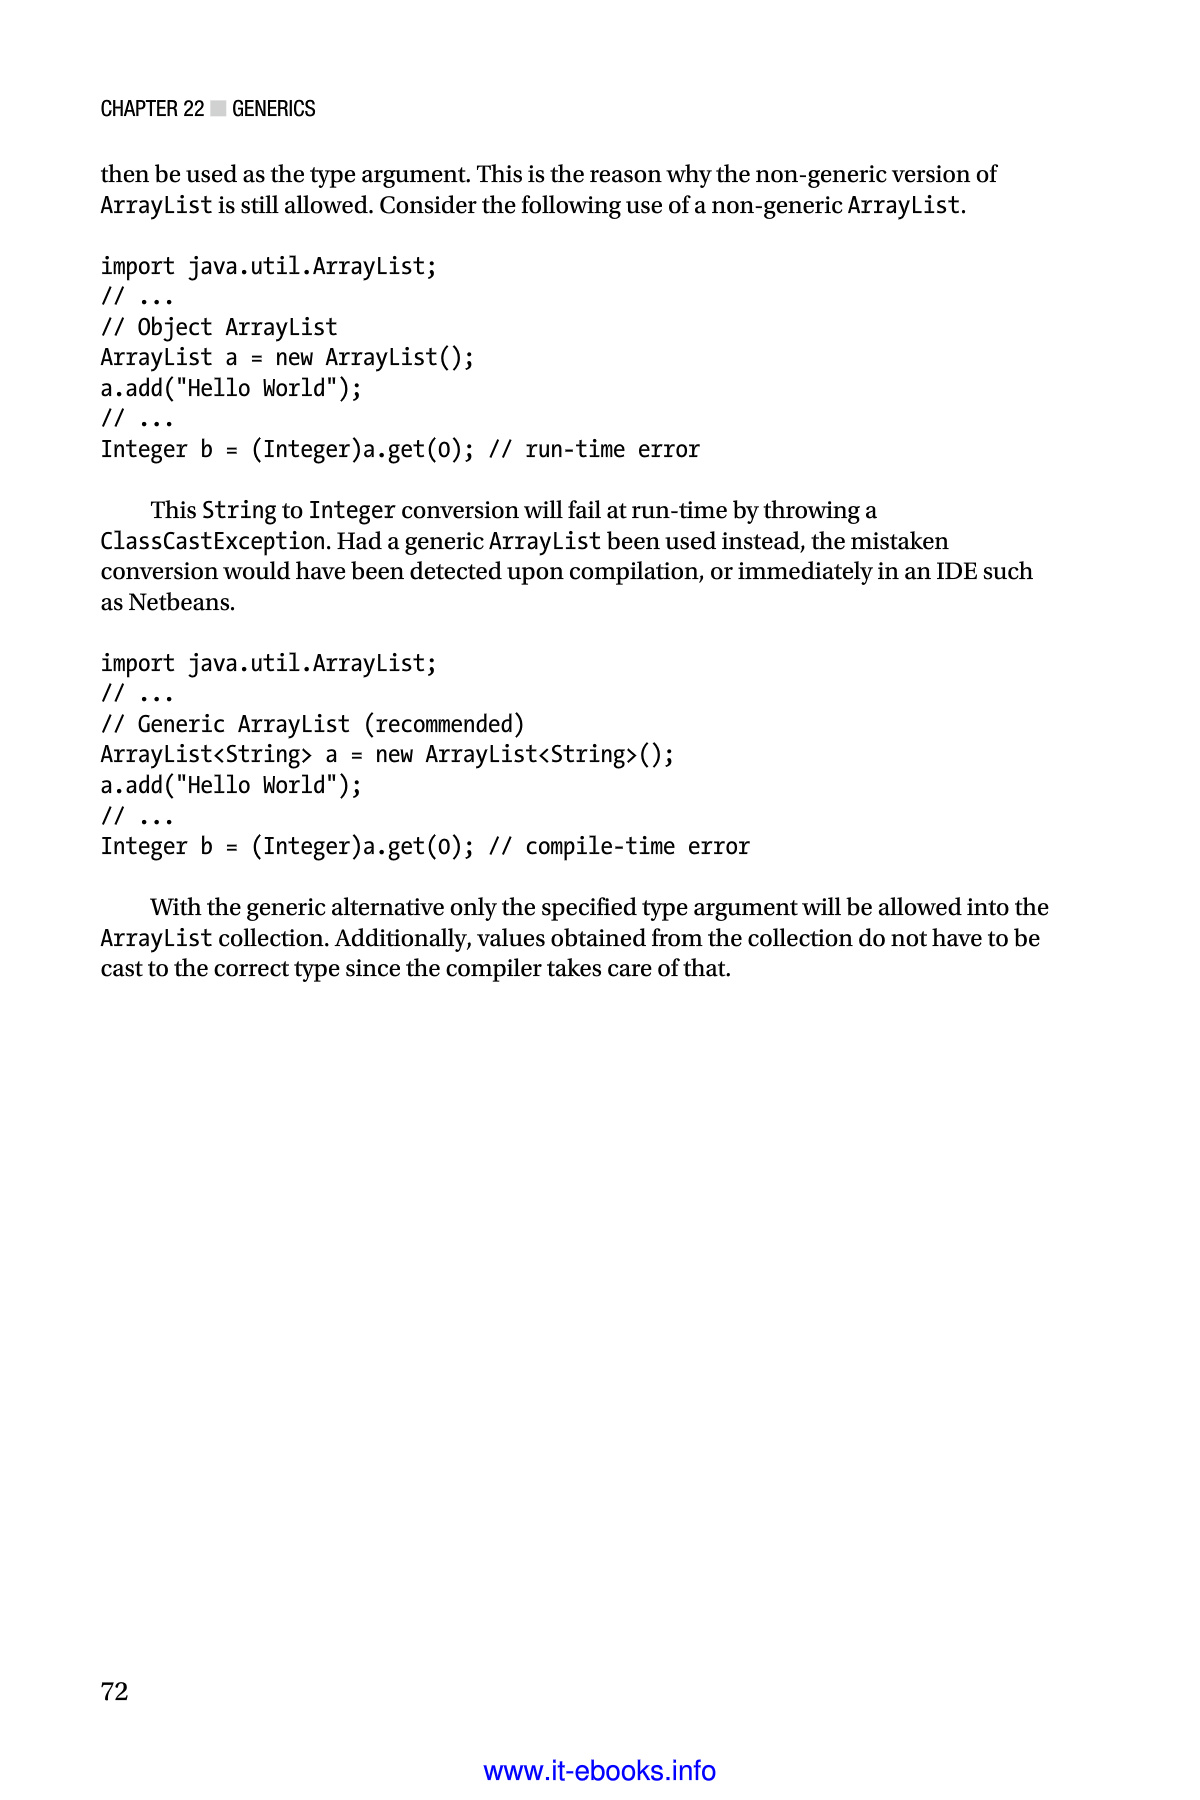 CHAPTER 22 ■ GENERICS
then be used as the type argument. This is the reason why the non-generic version of
ArrayList is still allowed. Consider the following use of a non-generic ArrayList.
import java.util.ArrayList;
// ...
// Object ArrayList
ArrayList a = new ArrayList();
a.add("Hello World");
// ...
Integer b = (Integer)a.get(0); // run-time error
This String to Integer conversion will fail at run-time by throwing a
ClassCastException. Had a generic ArrayList been used instead, the mistaken
conversion would have been detected upon compilation, or immediately in an IDE such
as Netbeans.
import java.util.ArrayList;
// ...
// Generic ArrayList (recommended)
ArrayList<String> a = new ArrayList<String>();
a.add("Hello World");
// ...
Integer b = (Integer)a.get(0); // compile-time error
With the generic alternative only the specified type argument will be allowed into the
ArrayList collection. Additionally, values obtained from the collection do not have to be
cast to the correct type since the compiler takes care of that.
72
www.it-ebooks.info